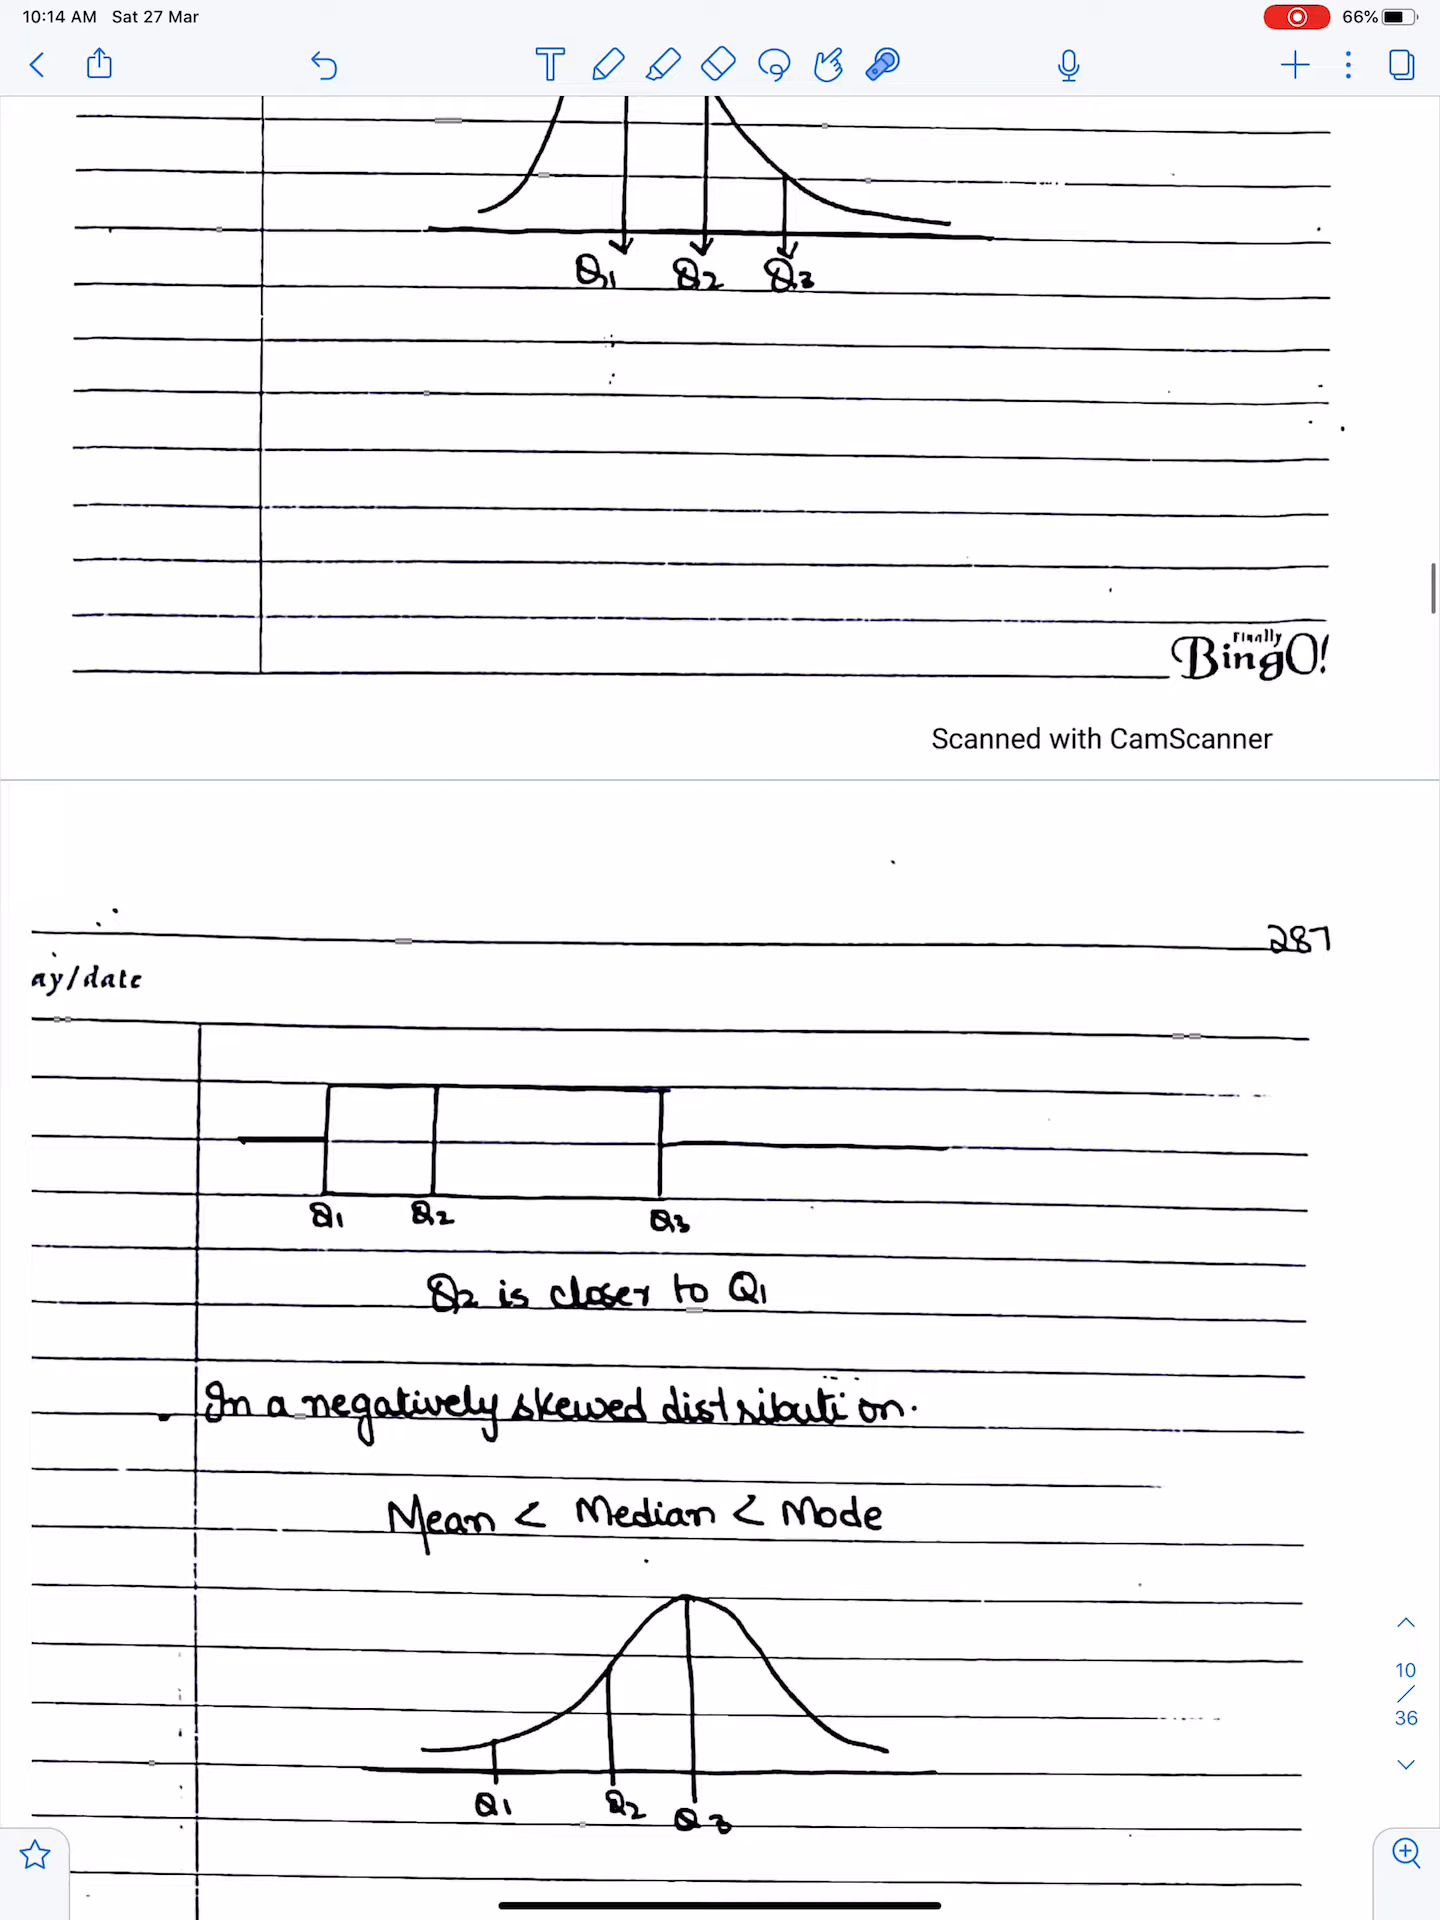 10:14 AM Sat 27 Mar
66%
T
Q1 Q2 Q3
Finally
BingO!
Scanned with CamScanner
287
ay/date
Q1 Q2 Q3
Q2 is closer to Q1
In a negatively skewed distribution.
Mean < Median < Mode
10
/
36
Q1 Q2 Q3